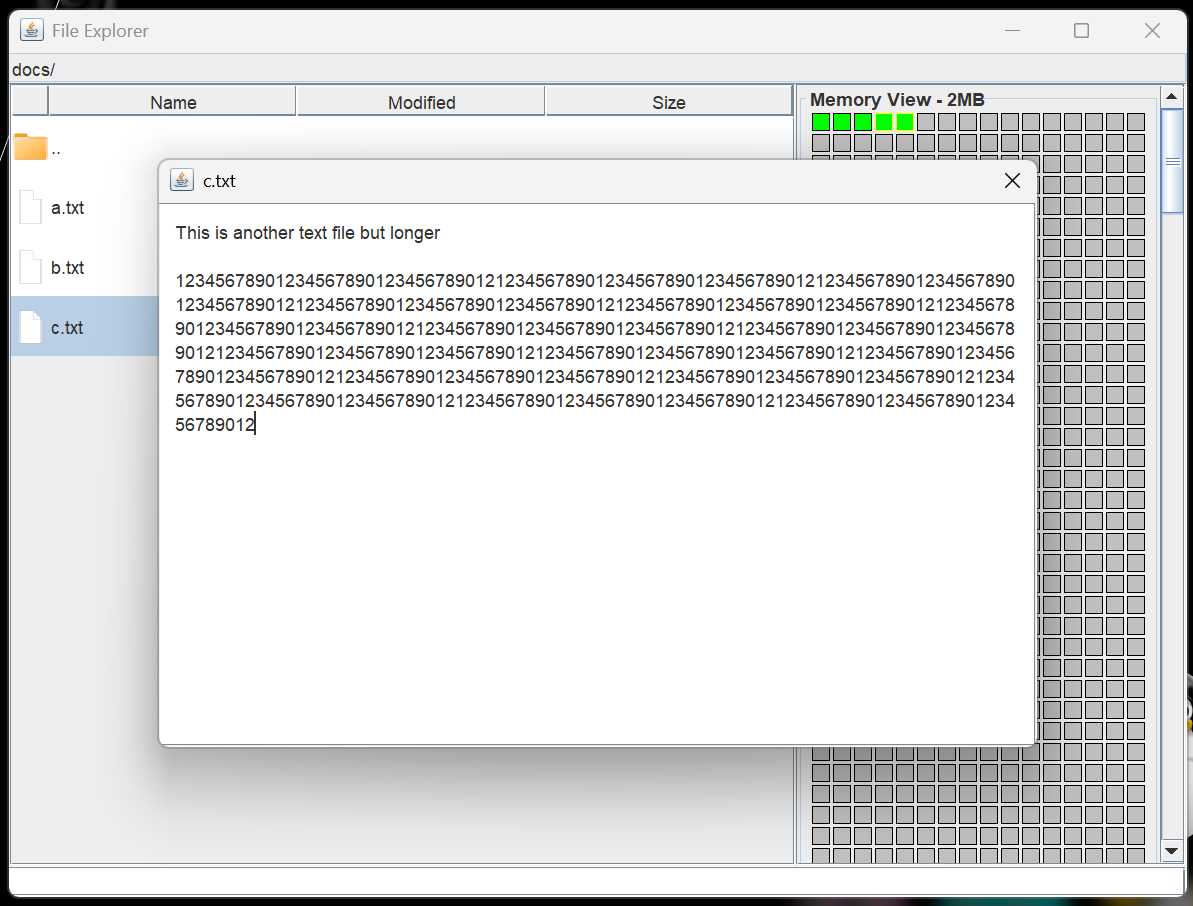 File Explorer
docs/
Name Modified Size
Memory View - 2MB
..
a.txt
b.txt
c.txt
c.txt
This is another text file but longer
123456789012345678901234567890121234567890123456789012345678901212345678901234567890
123456789012123456789012345678901234567890121234567890123456789012345678901212345678
901234567890123456789012123456789012345678901234567890121234567890123456789012345678
901212345678901234567890123456789012123456789012345678901234567890121234567890123456
789012345678901212345678901234567890123456789012123456789012345678901234567890121234
567890123456789012345678901212345678901234567890123456789012123456789012345678901234
56789012